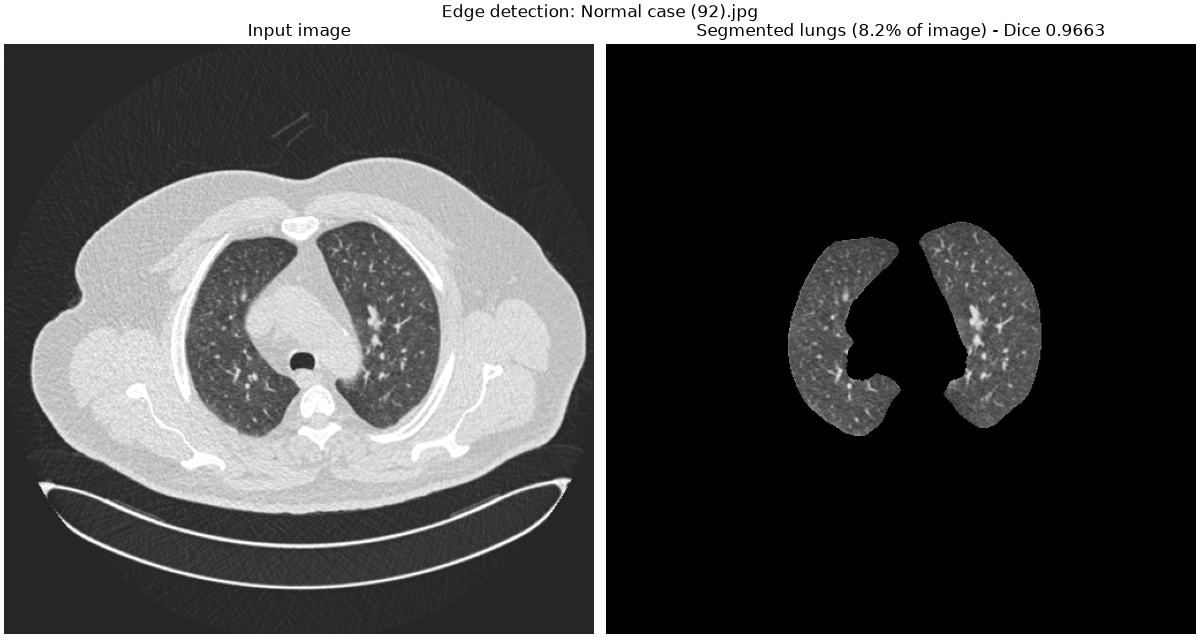 Edge detection: Normal case (92).jpg
Input image
Segmented lungs (8.2% of image) - Dice 0.9663